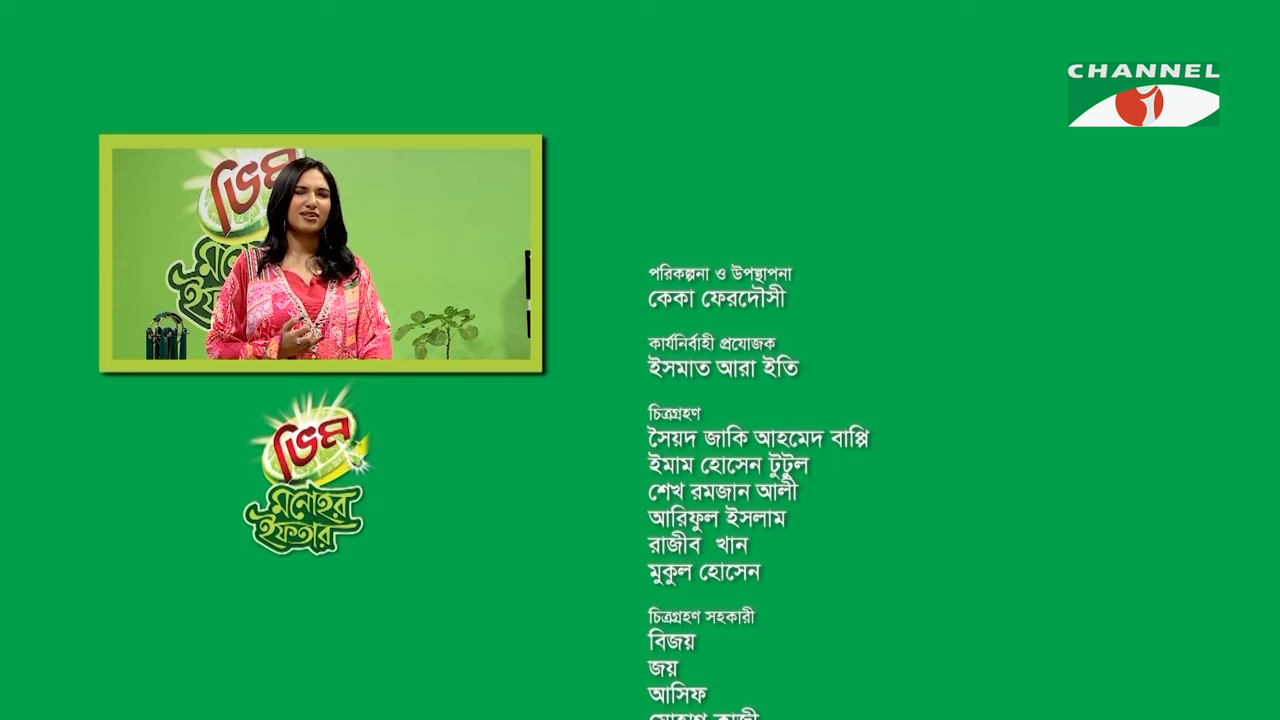 CHANNEL
ভিম
পরিকল্পনা ও উপস্থাপনা
কেকা ফেরদৌসী
কার্যনির্বাহী প্রযোজক
ইসমাত আরা ইতি
চিত্রগ্রহণ
সৈয়দ জাকি আহমেদ বাপ্পি
ইমাম হোসেন টুটুল
শেখ রমজান আলী
আরিফুল ইসলাম
রাজীব খান
মুকুল হোসেন
চিত্রগ্রহণ সহকারী
বিজয়
জয়
আসিফ
ভিম
মনোহর
ইফতার